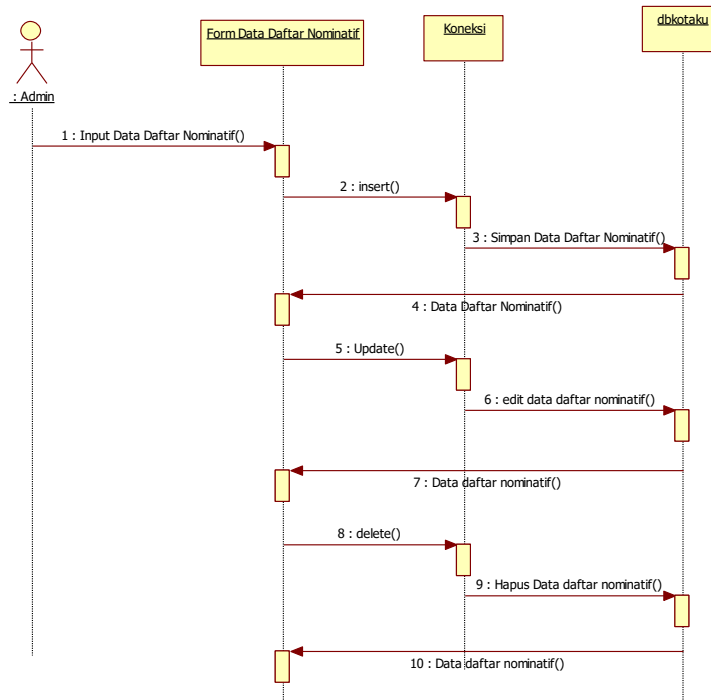 Form Data Daftar Nominatif
Koneksi
dbkotaku
: Admin
1 : Input Data Daftar Nominatif()
2 : insert()
3 : Simpan Data Daftar Nominatif()
4 : Data Daftar Nominatif()
5 : Update()
6 : edit data daftar nominatif()
7 : Data daftar nominatif()
8 : delete()
9 : Hapus Data daftar nominatif()
10 : Data daftar nominatif()